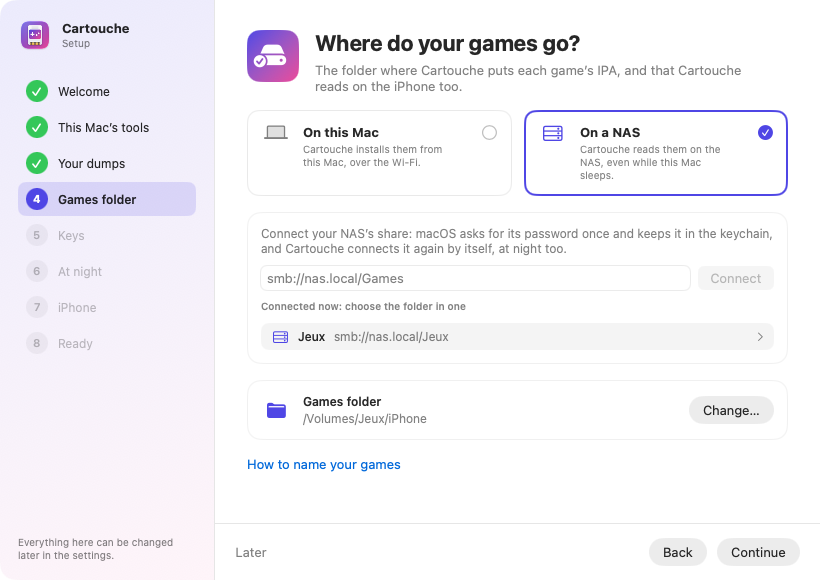 Cartouche
Setup
Welcome
This Mac's tools
Your dumps
4 Games folder
5 Keys
6 At night
7 iPhone
8 Ready
Everything here can be changed
later in the settings.
Where do your games go?
The folder where Cartouche puts each game's IPA, and that Cartouche
reads on the iPhone too.
On this Mac
Cartouche installs them from
this Mac, over the Wi-Fi.
On a NAS
Cartouche reads them on the
NAS, even while this Mac
sleeps.
Connect your NAS's share: macOS asks for its password once and keeps it in the keychain,
and Cartouche connects it again by itself, at night too.
smb://nas.local/Games
Connect
Connected now: choose the folder in one
Jeux smb://nas.local/Jeux
Games folder
/Volumes/Jeux/iPhone
Change...
How to name your games
Later
Back
Continue